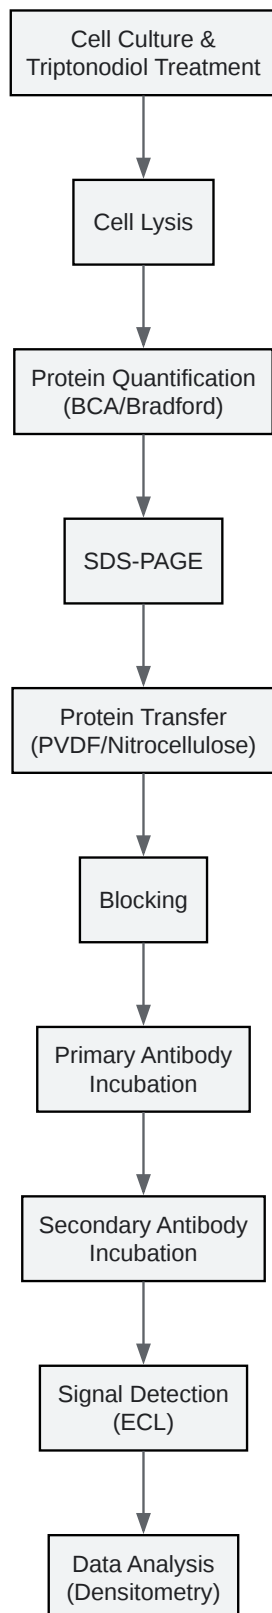 Cell Culture &
Triptonodiol Treatment
Cell Lysis
Protein Quantification
(BCA/Bradford)
SDS-PAGE
Protein Transfer
(PVDF/Nitrocellulose)
Blocking
Primary Antibody
Incubation
Secondary Antibody
Incubation
Signal Detection
(ECL)
Data Analysis
(Densitometry)